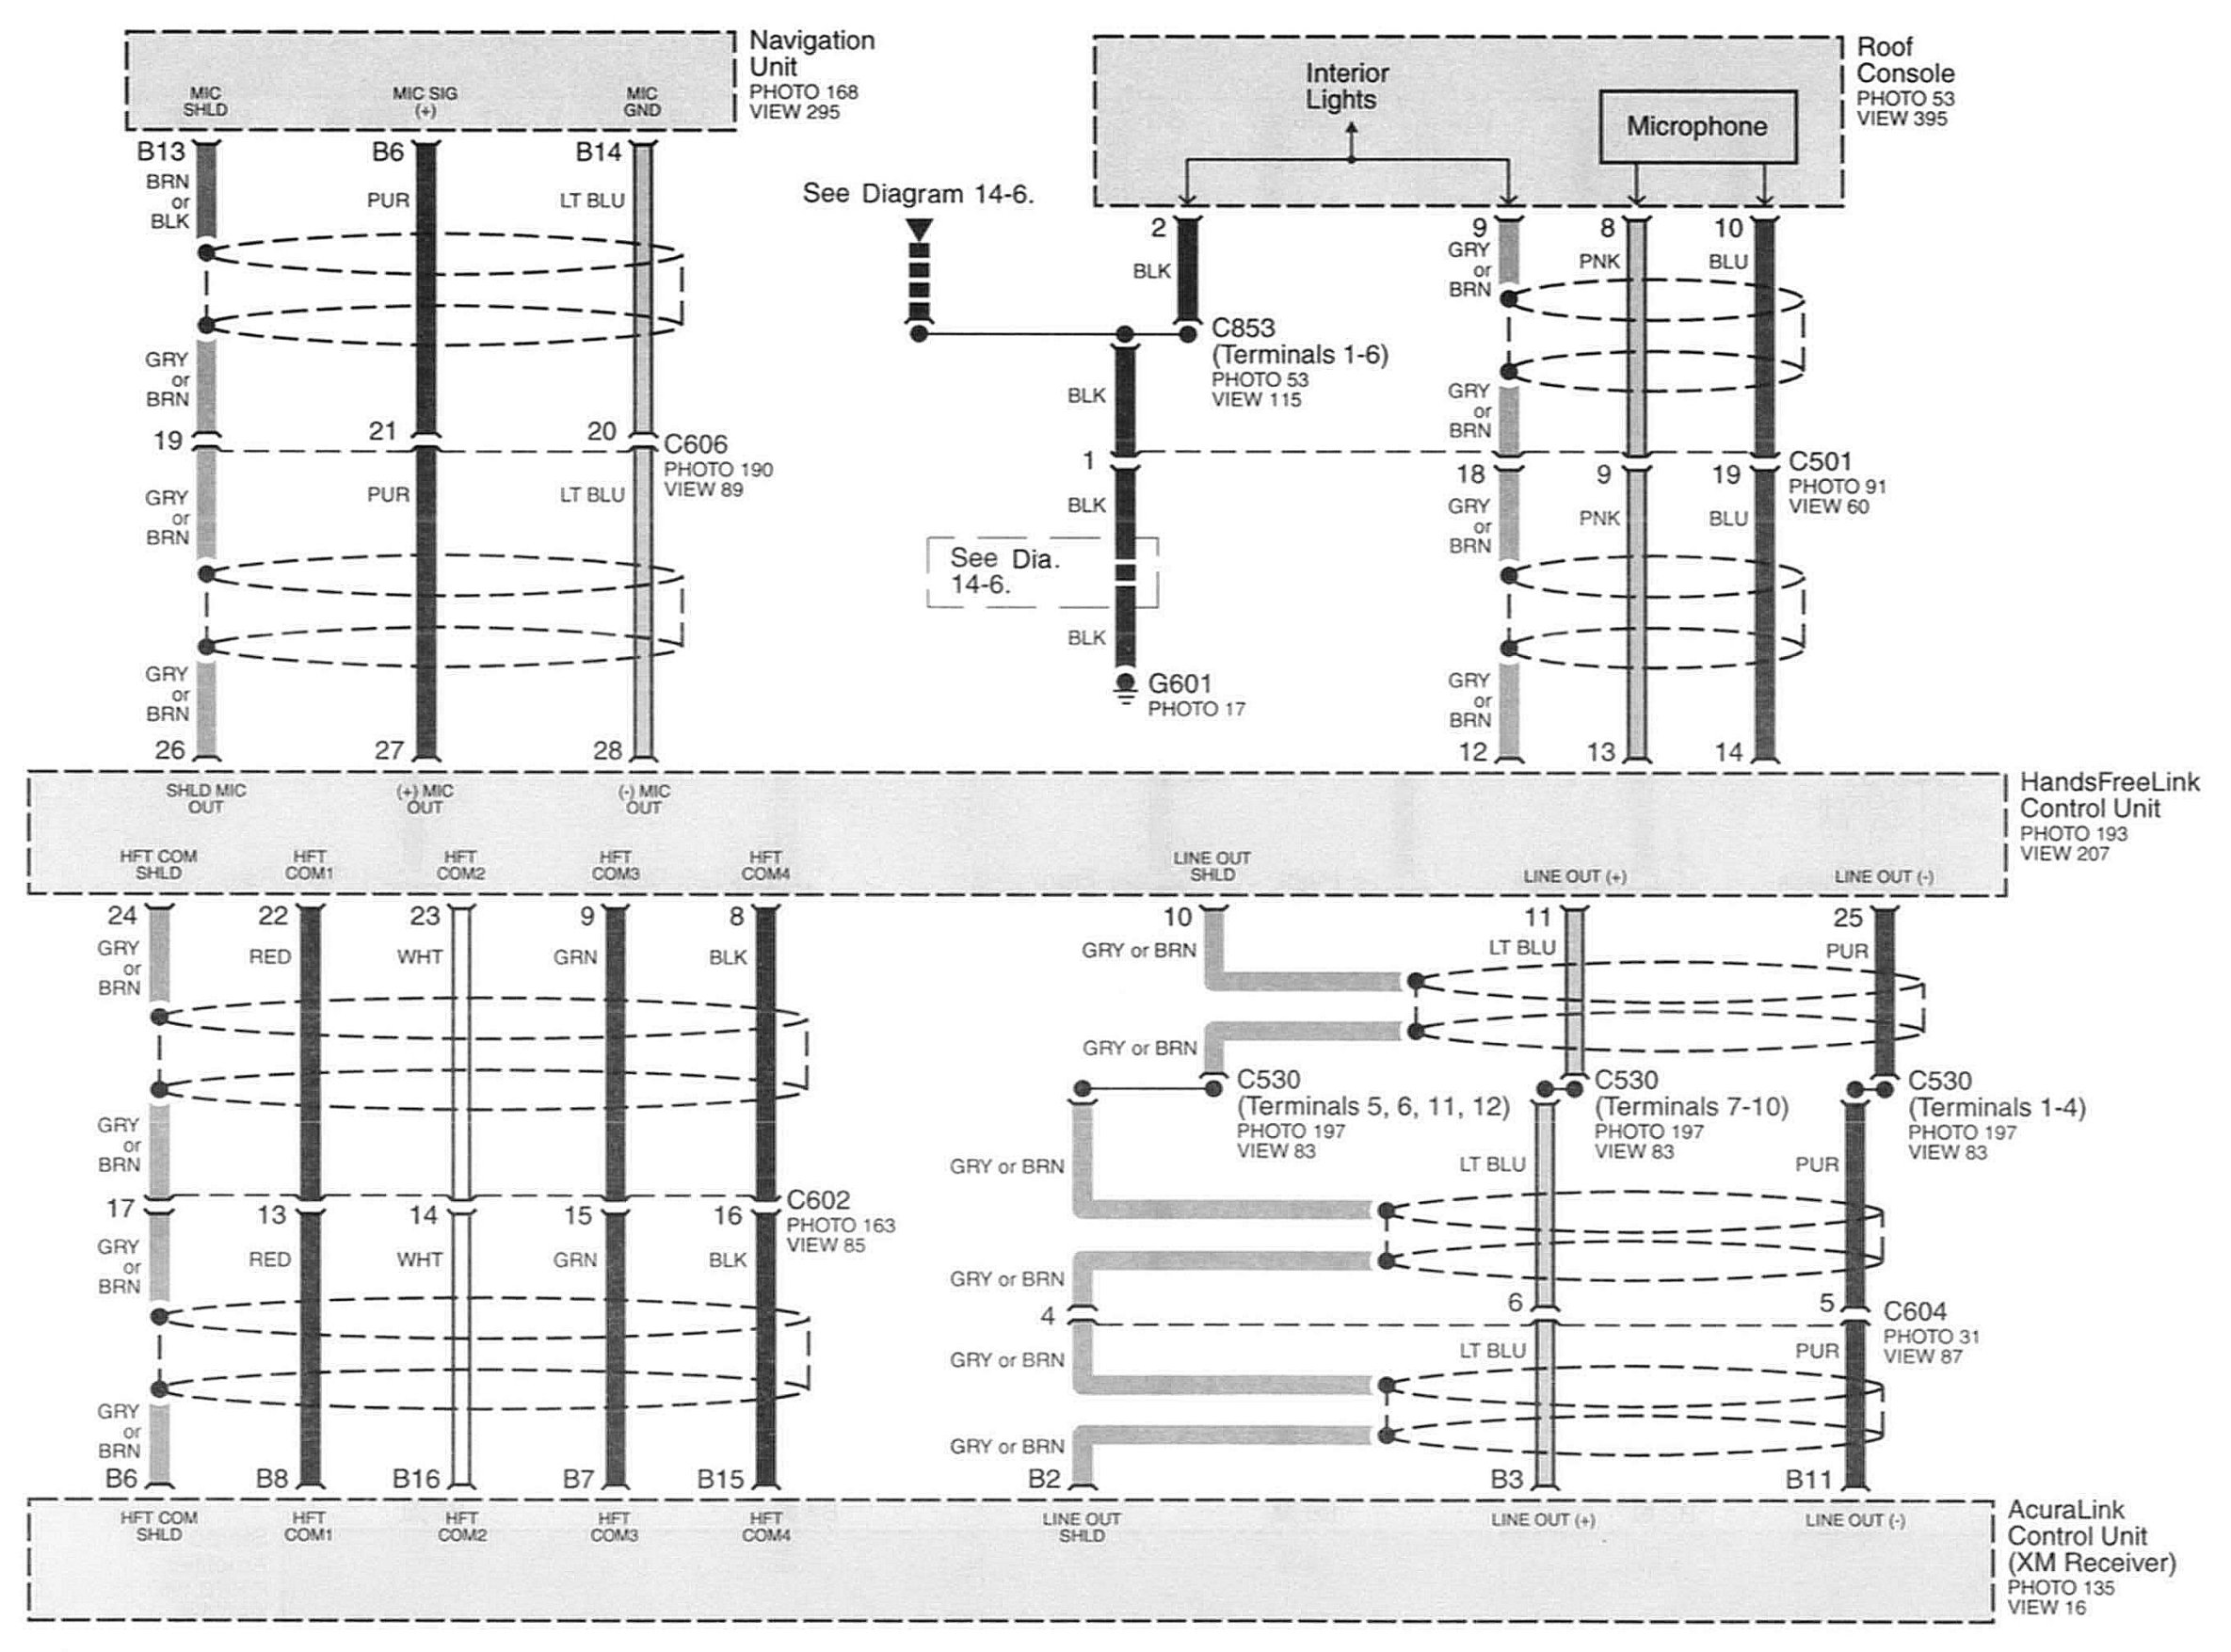 Navigation
Unit
PHOTO 168
VIEW 295
MIC
SHLD
MIC SIG
(+)
MIC
GND
B13
B6
B14
BRN
or
BLK
PUR
LT BLU
GRY
or
BRN
19
21
20
C606
PHOTO 190
VIEW 89
GRY
or
BRN
PUR
LT BLU
GRY
or
BRN
26
27
28
See Diagram 14-6.
Roof
Console
PHOTO 53
VIEW 395
Interior
Lights
Microphone
2
9
8
10
BLK
GRY
or
BRN
PNK
BLU
C853
(Terminals 1-6)
PHOTO 53
VIEW 115
BLK
GRY
or
BRN
1
18
9
19
C501
PHOTO 91
VIEW 60
BLK
GRY
or
BRN
PNK
BLU
See Dia.
14-6.
BLK
G601
PHOTO 17
GRY
or
BRN
12
13
14
HandsFreeLink
Control Unit
PHOTO 193
VIEW 207
SHLD MIC
OUT
(+) MIC
OUT
(-) MIC
OUT
HFT COM
SHLD
HFT
COM1
HFT
COM2
HFT
COM3
HFT
COM4
LINE OUT
SHLD
LINE OUT (+)
LINE OUT (-)
24
22
23
9
8
10
11
25
GRY
or
BRN
RED
WHT
GRN
BLK
GRY or BRN
LT BLU
PUR
GRY or BRN
C530
(Terminals 5, 6, 11, 12)
PHOTO 197
VIEW 83
C530
(Terminals 7-10)
PHOTO 197
VIEW 83
C530
(Terminals 1-4)
PHOTO 197
VIEW 83
GRY
or
BRN
GRY or BRN
LT BLU
PUR
17
13
14
15
16
C602
PHOTO 163
VIEW 85
GRY
or
BRN
RED
WHT
GRN
BLK
GRY or BRN
4
6
5
C604
PHOTO 31
VIEW 87
GRY or BRN
LT BLU
PUR
GRY
or
BRN
GRY or BRN
B6
B8
B16
B7
B15
B2
B3
B11
HFT COM
SHLD
HFT
COM1
HFT
COM2
HFT
COM3
HFT
COM4
LINE OUT
SHLD
LINE OUT (+)
LINE OUT (-)
AcuraLink
Control Unit
(XM Receiver)
PHOTO 135
VIEW 16